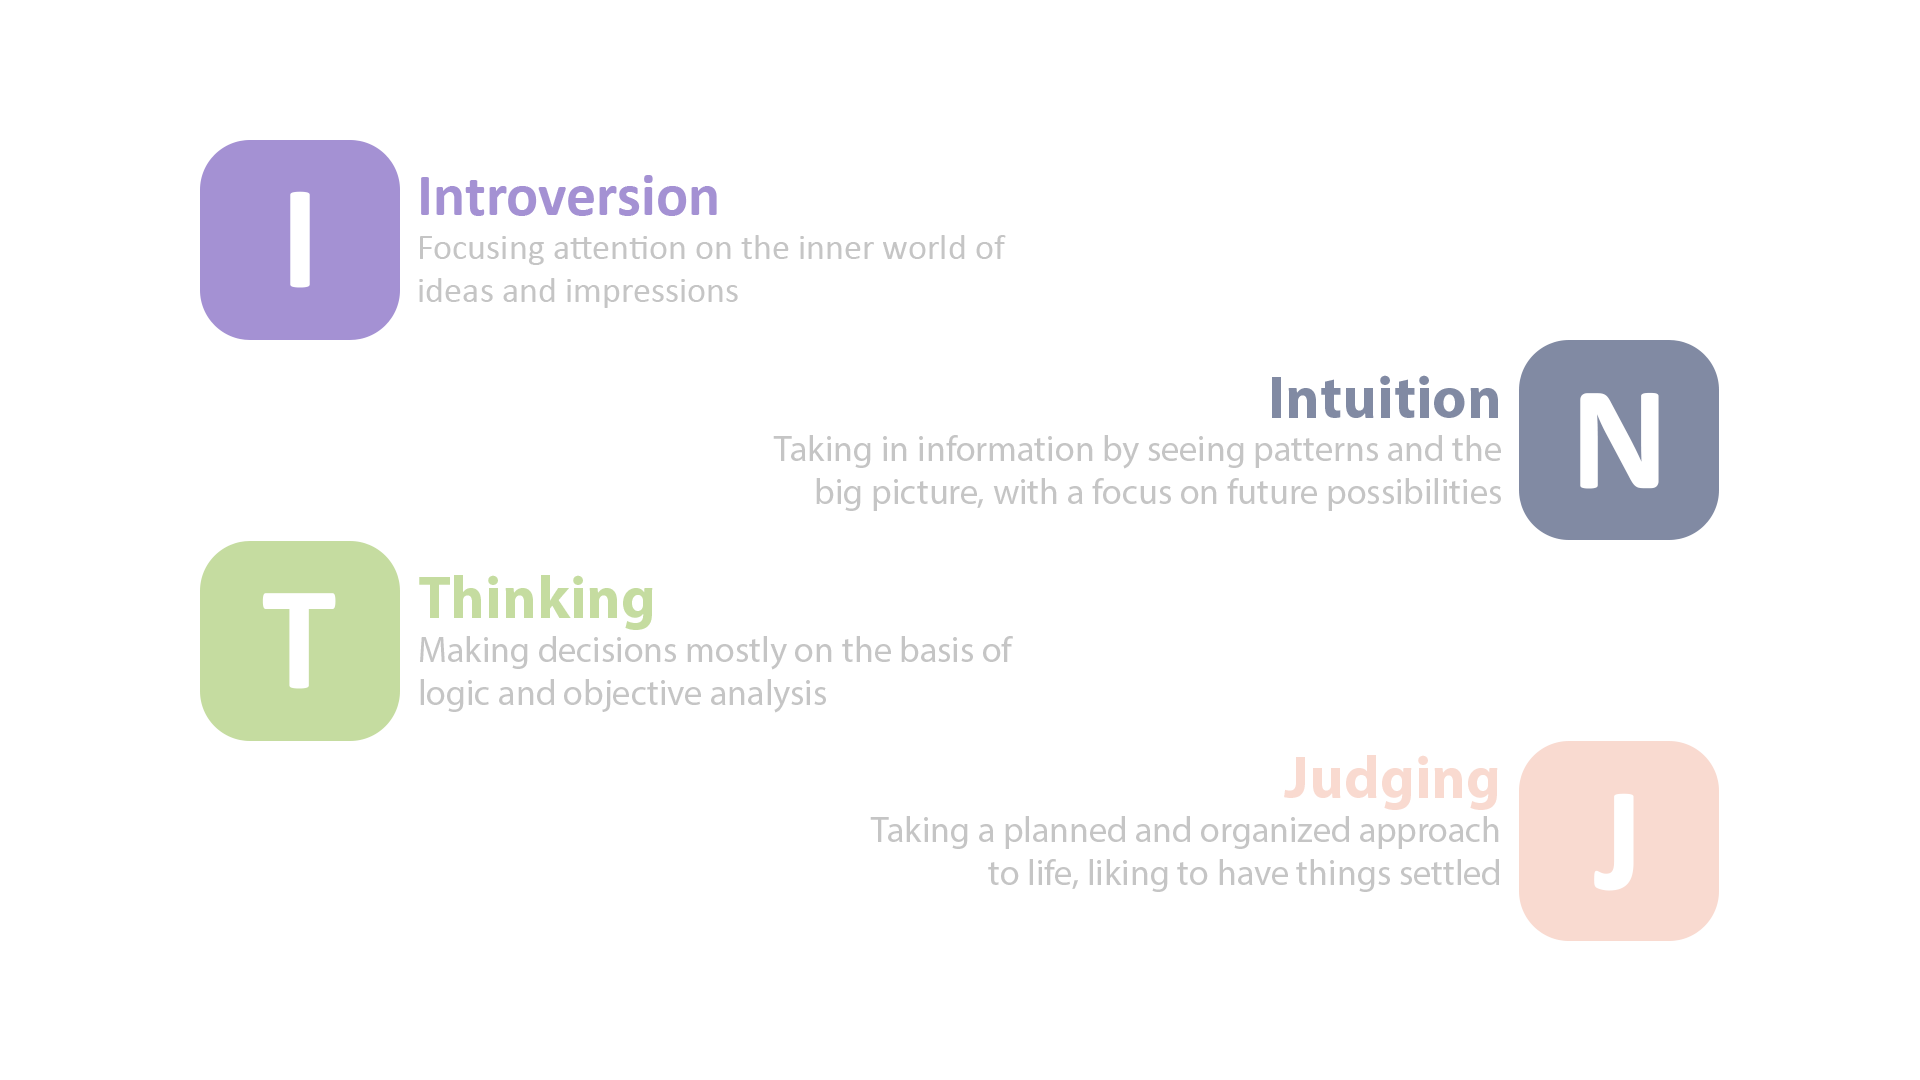 I
Introversion
Focusing attention on the inner world of
ideas and impressions
Intuition
Taking in information by seeing patterns and the
big picture, with a focus on future possibilities
N
T
Thinking
Making decisions mostly on the basis of
logic and objective analysis
Judging
Taking a planned and organized approach
to life, liking to have things settled
J